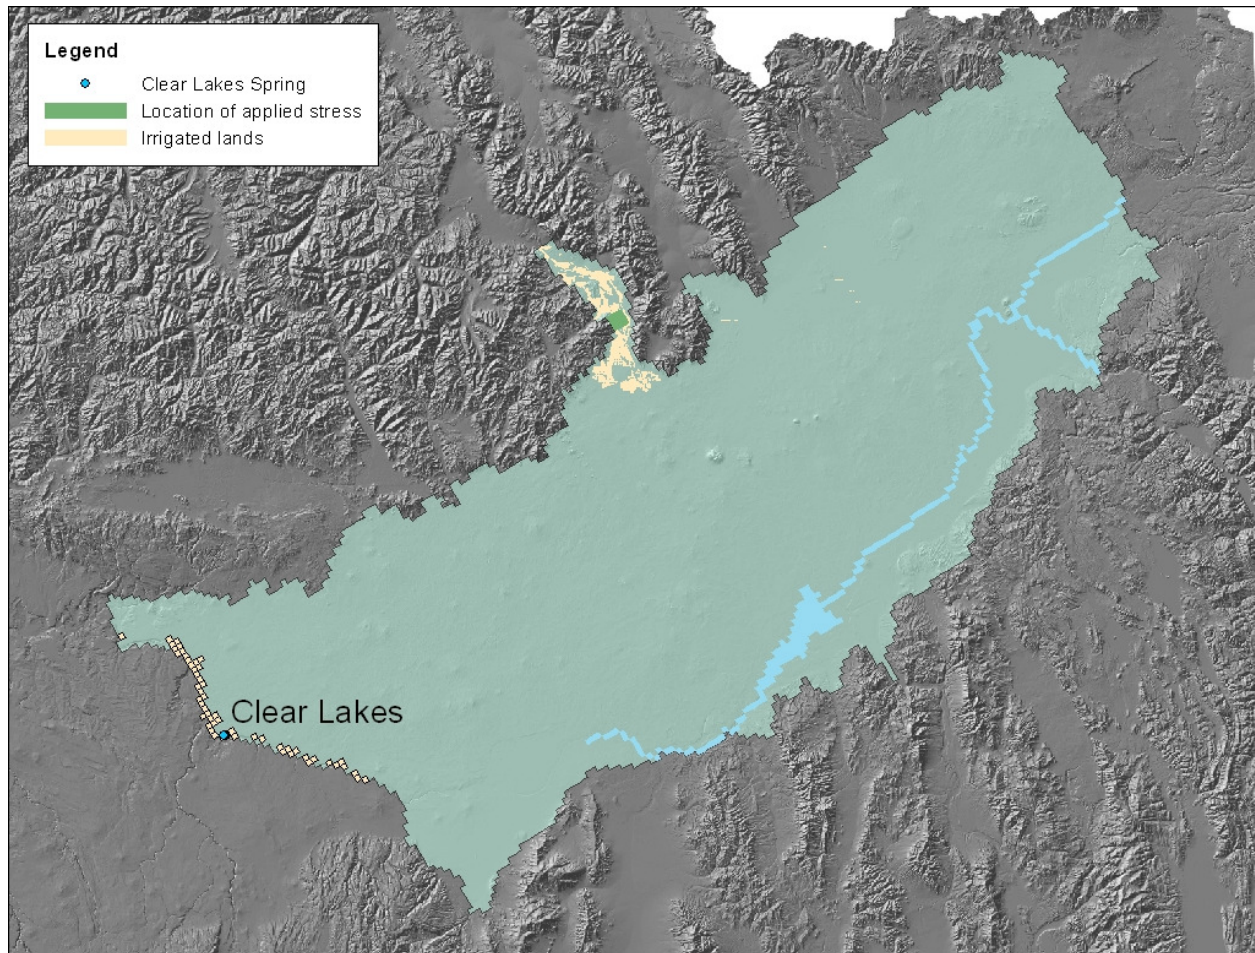 Legend
Clear Lakes Spring
Location of applied stress
Irrigated lands
Clear Lakes